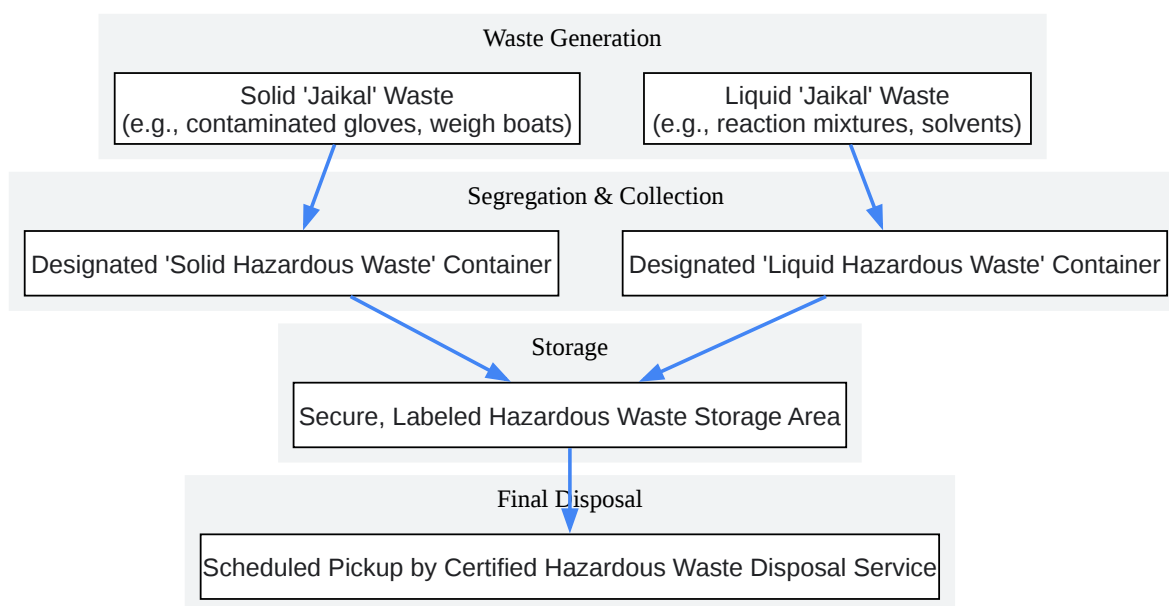 Waste Generation
Solid 'Jaikal' Waste
(e.g., contaminated gloves, weigh boats)
Liquid 'Jaikal' Waste
(e.g., reaction mixtures, solvents)
Segregation & Collection
Designated 'Solid Hazardous Waste' Container
Designated 'Liquid Hazardous Waste' Container
Storage
Secure, Labeled Hazardous Waste Storage Area
Final Disposal
Scheduled Pickup by Certified Hazardous Waste Disposal Service